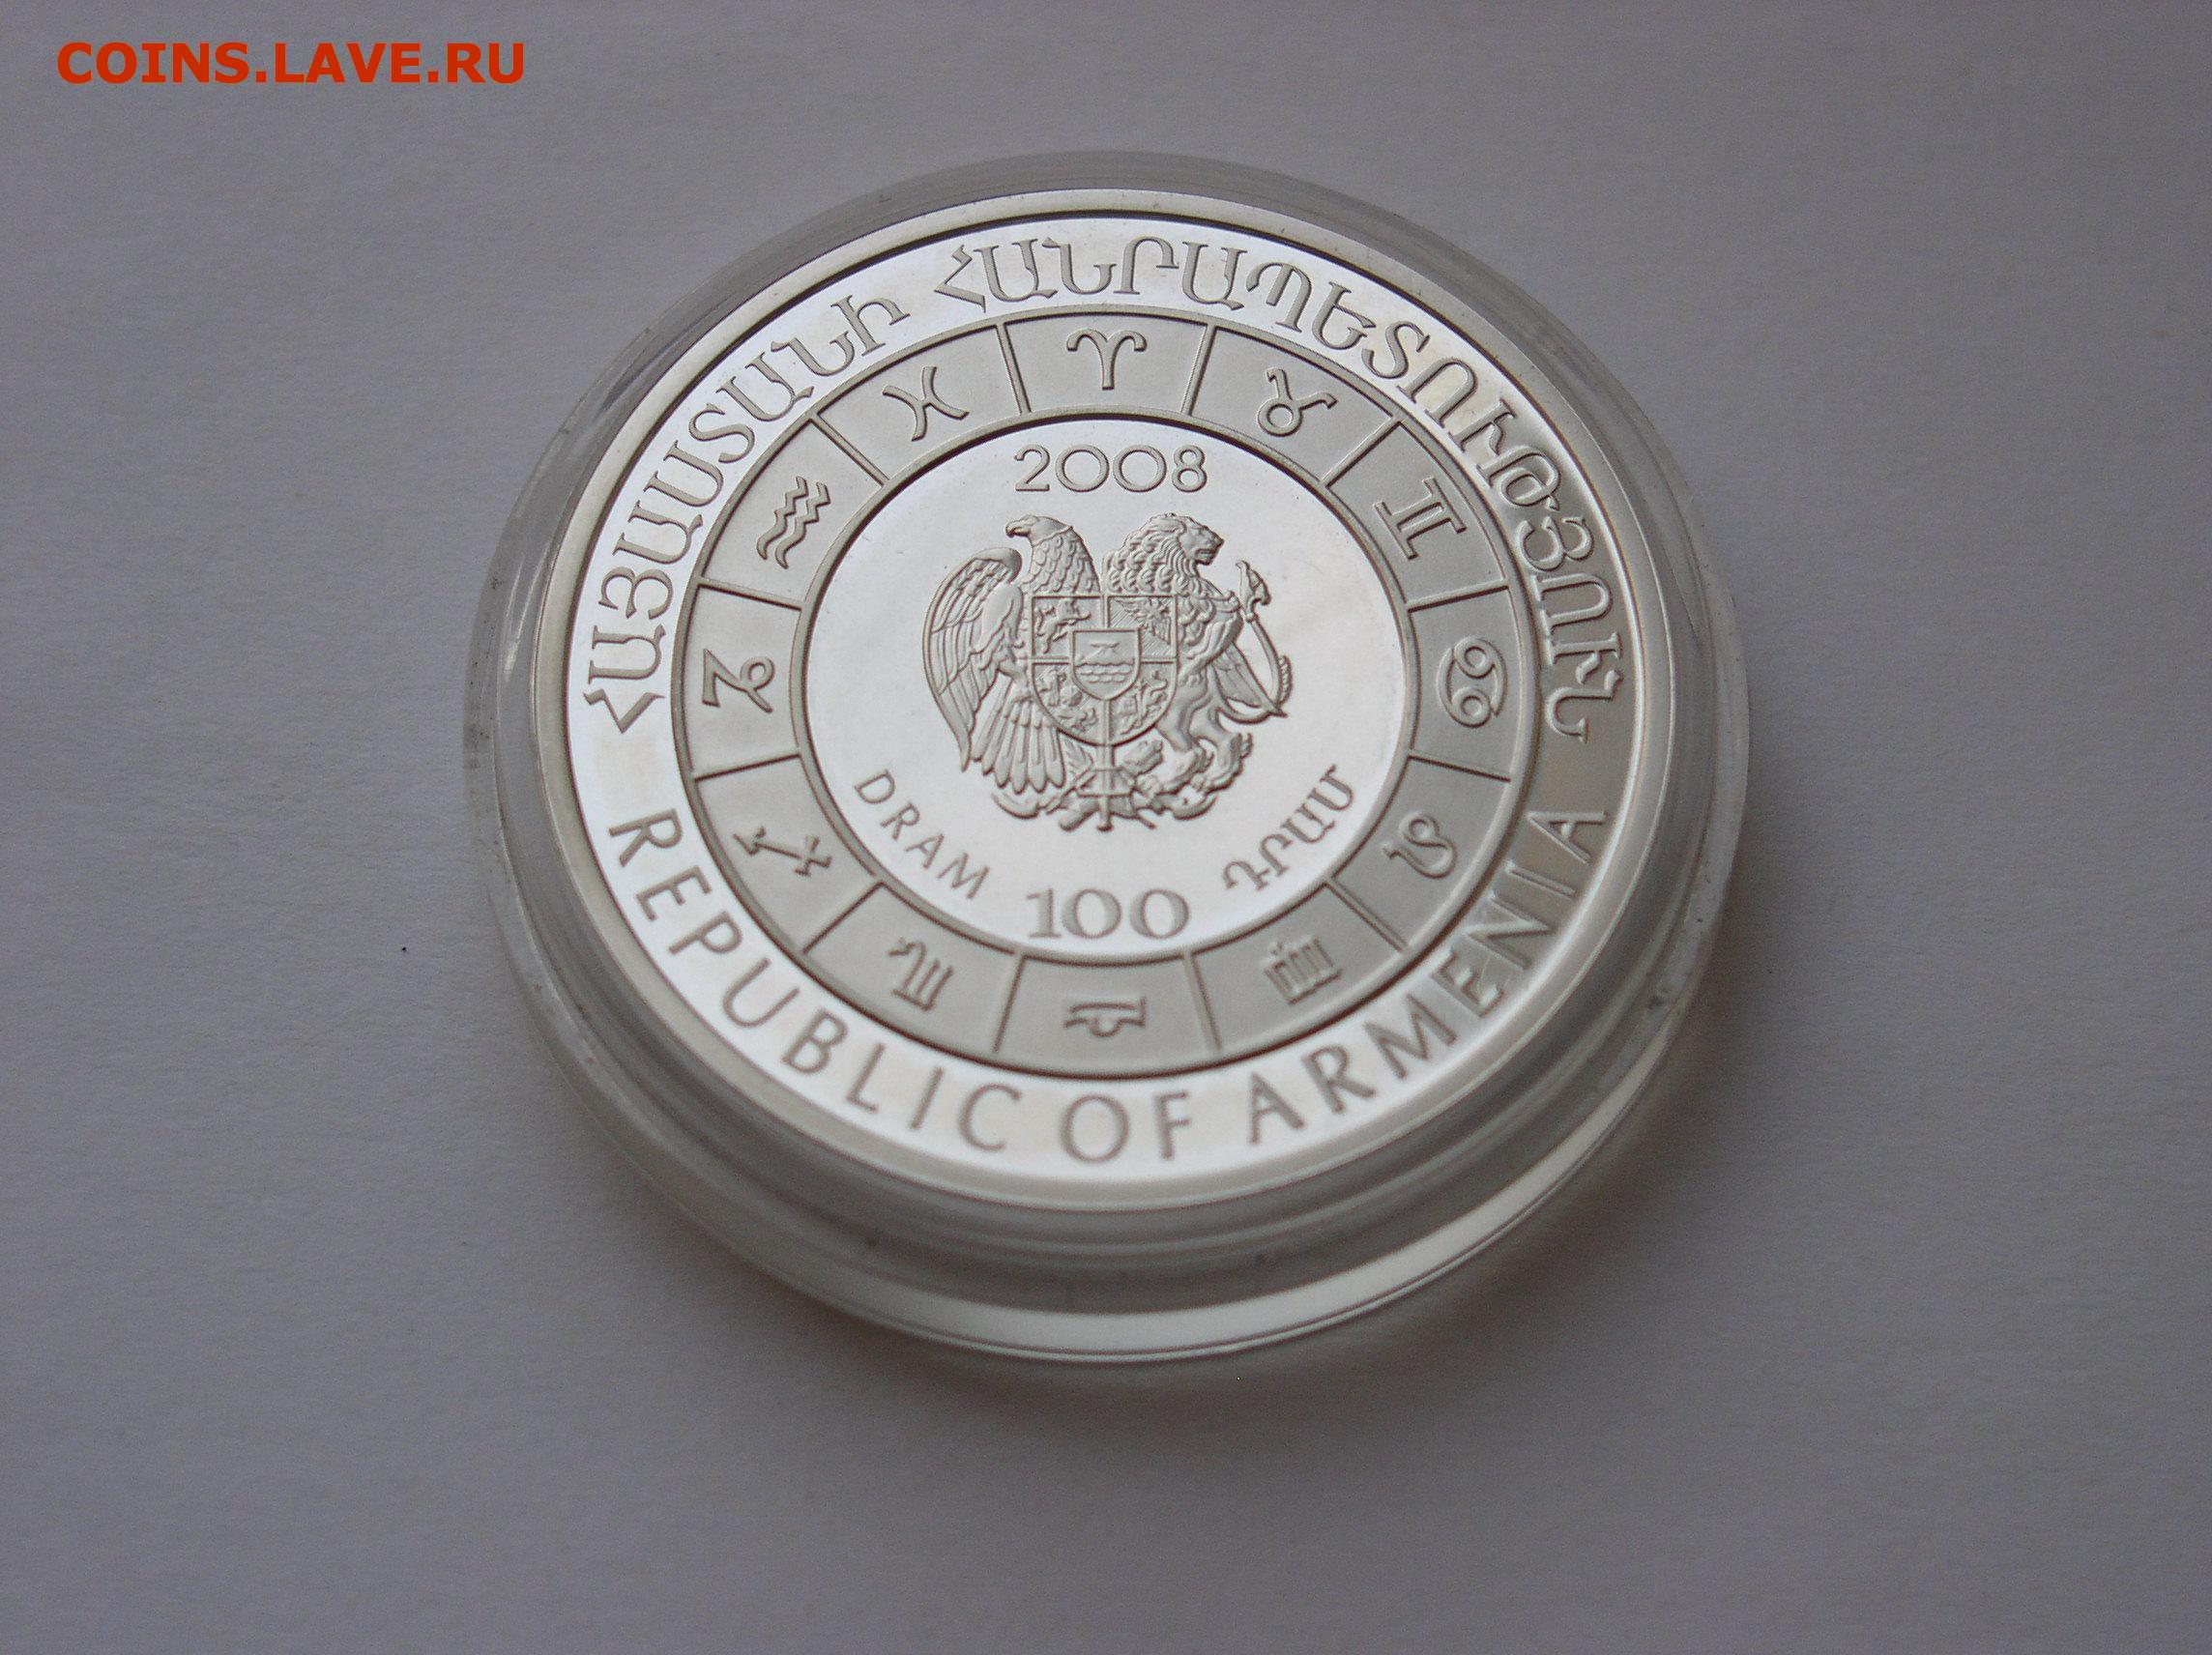 COINS.LAVE.RU
ՀԱՅԱՍՏԱՆԻ ՀԱՆՐԱՊԵՏՈՒԹՅՈՒՆ
2008
DRAM 100 ԴՐԱՄ
REPUBLIC OF ARMENIA